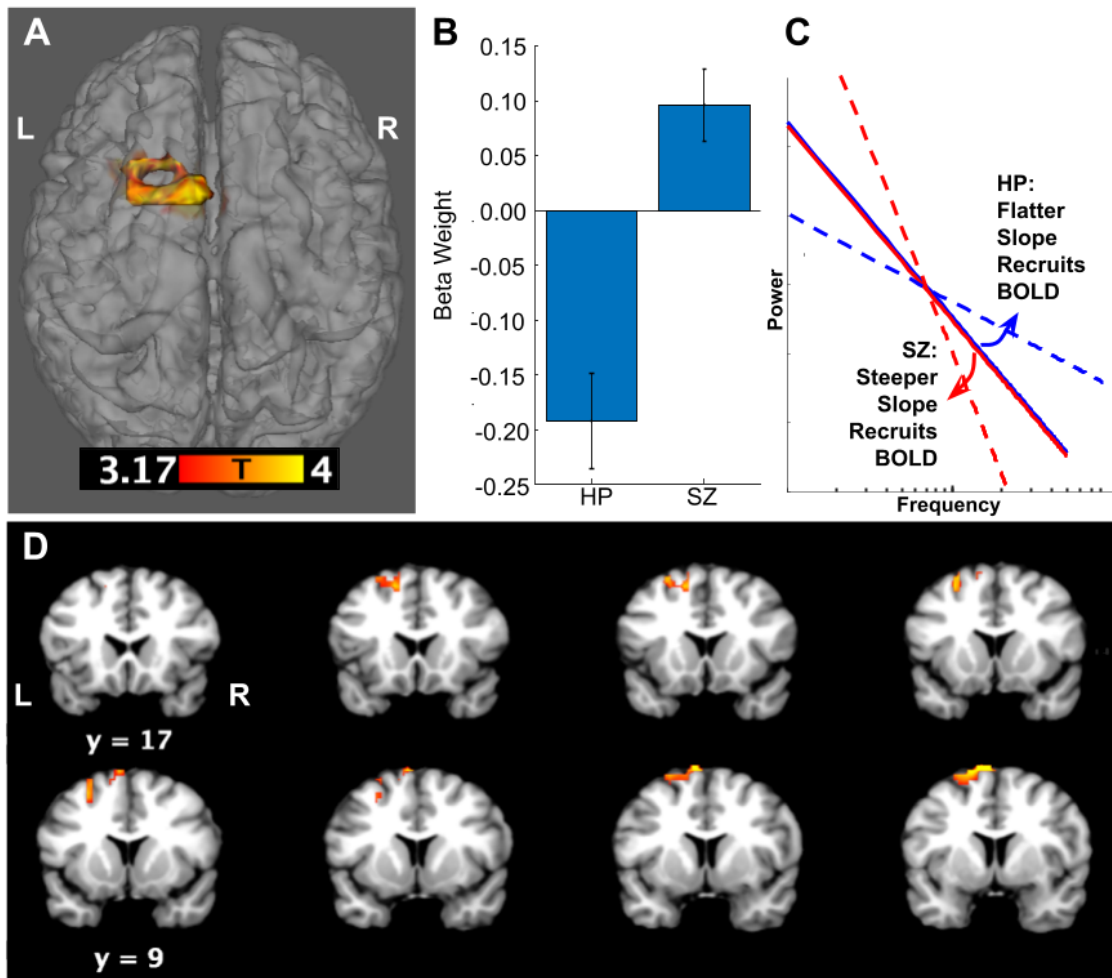 A
L
R
3.17 T 4
B
Beta Weight
0.15
0.10
0.05
0.00
-0.05
-0.10
-0.15
-0.20
-0.25
HP
SZ
C
Power
HP:
Flatter
Slope
Recruits
BOLD
SZ:
Steeper
Slope
Recruits
BOLD
Frequency
D
L
R
y = 17
y = 9